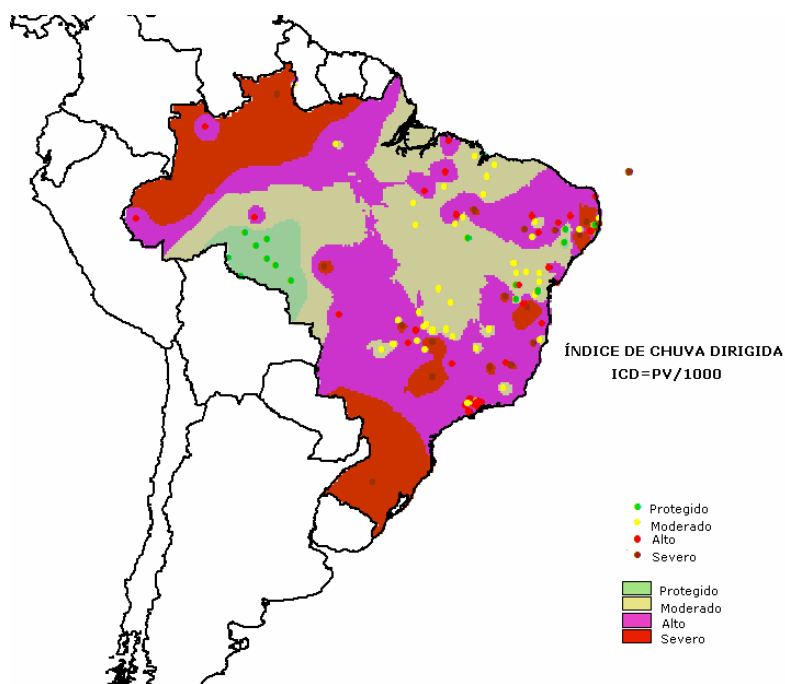 ÍNDICE DE CHUVA DIRIGIDA
ICD=PV/1000
Protegido
Moderado
Alto
Severo
Protegido
Moderado
Alto
Severo